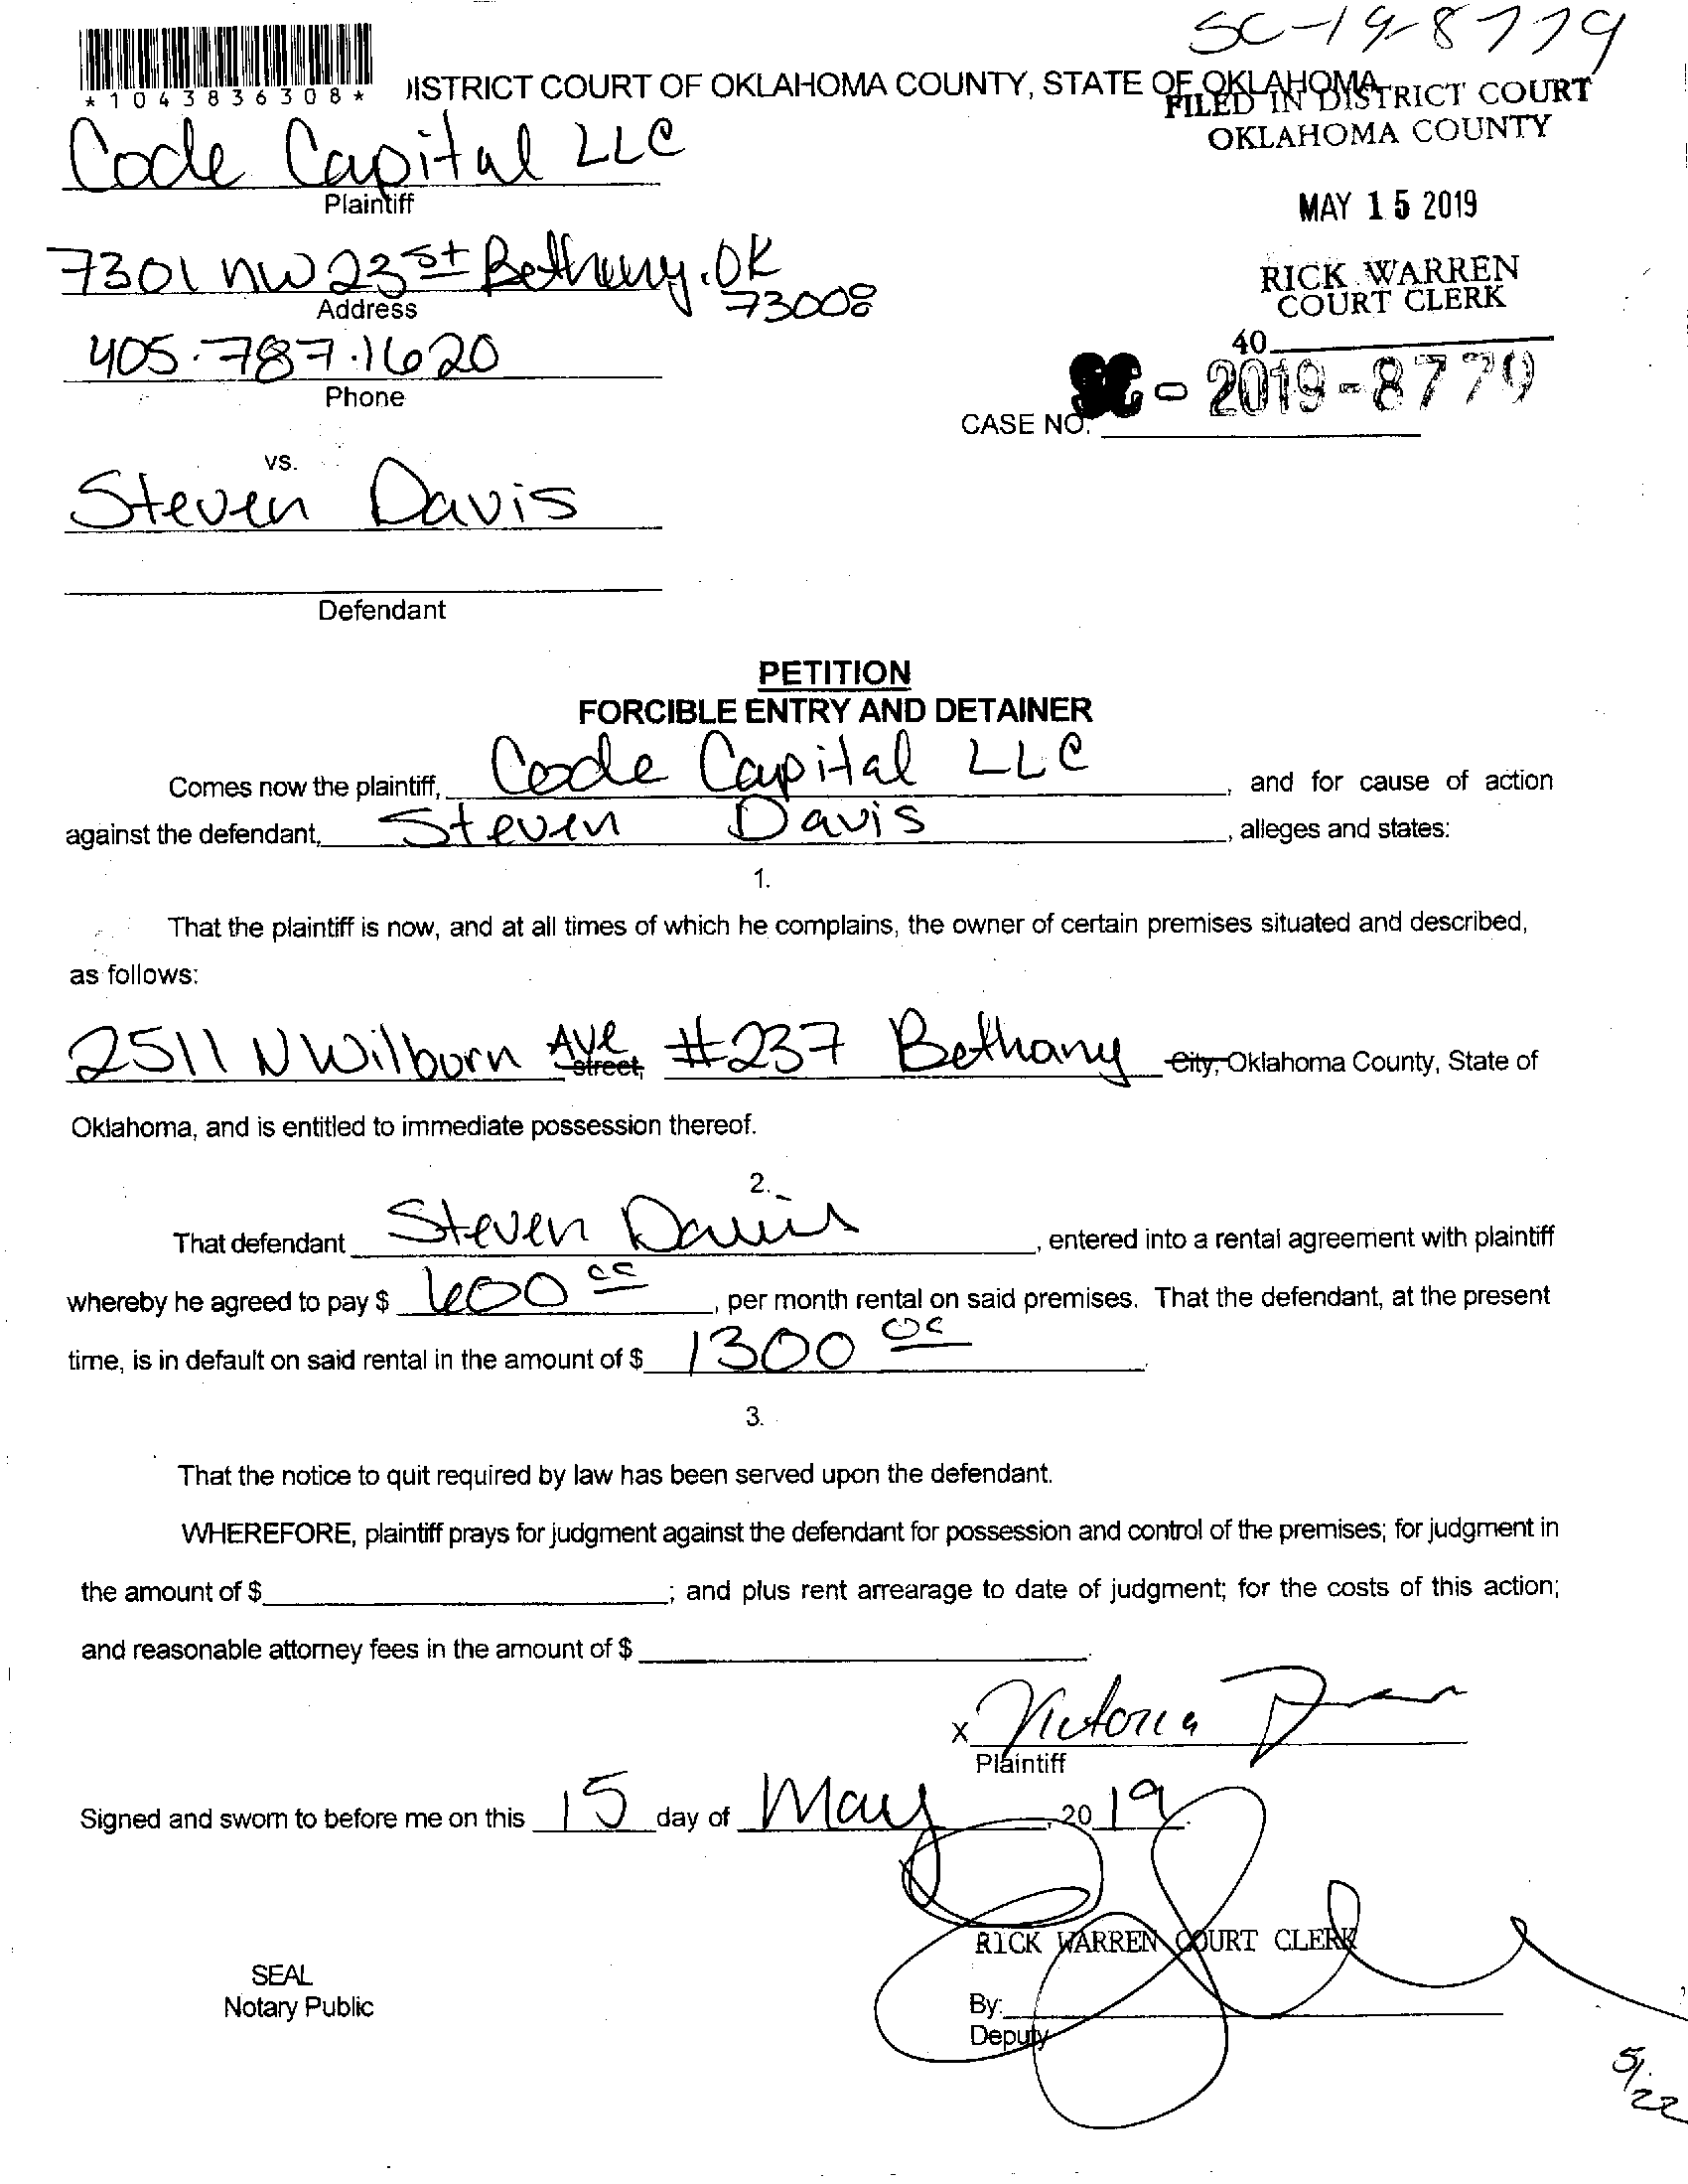 SC-19-8779
*1043836308*
DISTRICT COURT OF OKLAHOMA COUNTY, STATE OF OKLAHOMA
FILED IN DISTRICT COURT
OKLAHOMA COUNTY
Code Capital LLC
Plaintiff
MAY 15 2019
7301 NW 23st Bethany, OK
73008
Address
RICK WARREN
COURT CLERK
405.787.1620
Phone
40
CASE NO. SC - 2019-8779
vs.
Steven Davis
Defendant
PETITION
FORCIBLE ENTRY AND DETAINER
Comes now the plaintiff, Code Capital LLC, and for cause of action
against the defendant, Steven Davis, alleges and states:
1.
That the plaintiff is now, and at all times of which he complains, the owner of certain premises situated and described,
as follows:
2511 N Wilburn Ave street, #237 Bethany City, Oklahoma County, State of
Oklahoma, and is entitled to immediate possession thereof.
2.
That defendant Steven Davis, entered into a rental agreement with plaintiff
whereby he agreed to pay $ 600 00, per month rental on said premises. That the defendant, at the present
time, is in default on said rental in the amount of $ 1300 00.
3.
That the notice to quit required by law has been served upon the defendant.
WHEREFORE, plaintiff prays for judgment against the defendant for possession and control of the premises; for judgment in
the amount of $ ; and plus rent arrearage to date of judgment; for the costs of this action;
and reasonable attorney fees in the amount of $ .
X Victoria
Plaintiff
Signed and sworn to before me on this 15 day of May, 2019.
RICK WARREN COURT CLERK
SEAL
Notary Public
By:
Deputy
5/22